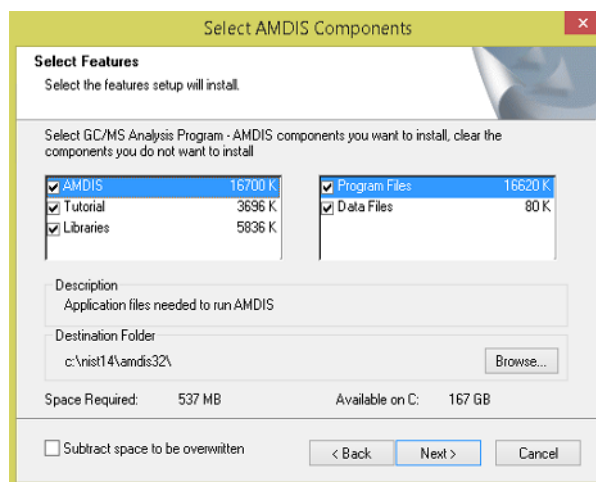 Select AMDIS Components
x
Select Features
Select the features setup will install.
Select GC/MS Analysis Program - AMDIS components you want to install, clear the
components you do not want to install
AMDIS 16700 K
Tutorial 3696 K
Libraries 5836 K
Program Files 16620 K
Data Files 80 K
Description
Application files needed to run AMDIS
Destination Folder
c:\nist14\amdis32\
Browse...
Space Required: 537 MB Available on C: 167 GB
Subtract space to be overwritten
< Back Next > Cancel